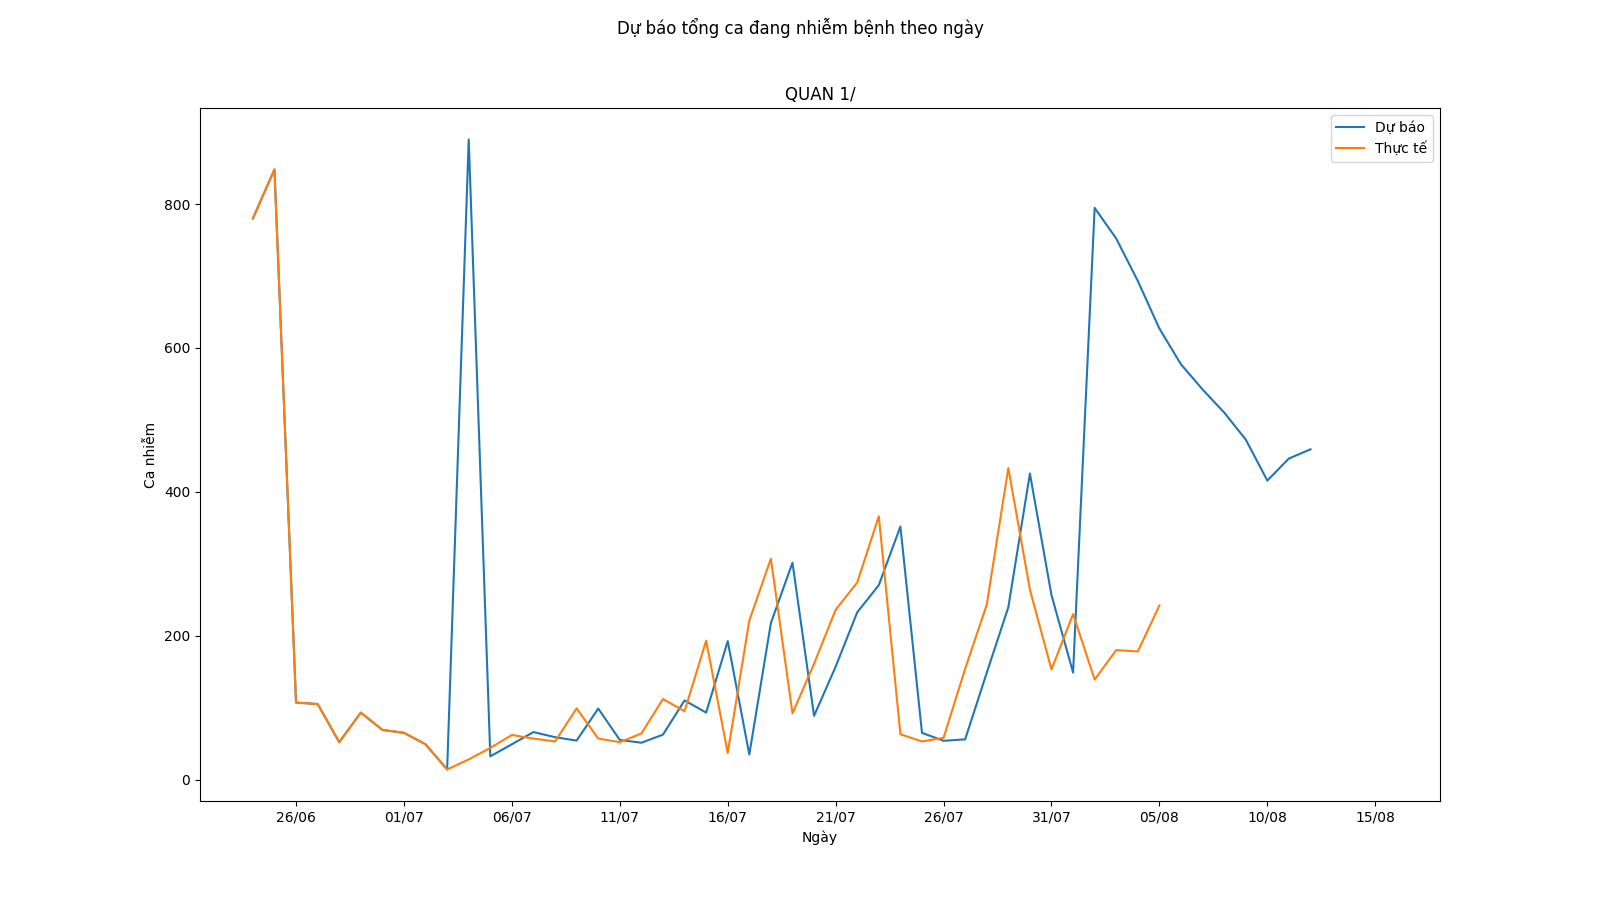 Dự báo tổng ca đang nhiễm bệnh theo ngày
QUAN 1/
Dự báo
Thực tế
Ca nhiễm
800
600
400
200
0
26/06
01/07
06/07
11/07
16/07
21/07
26/07
31/07
05/08
10/08
15/08
Ngày